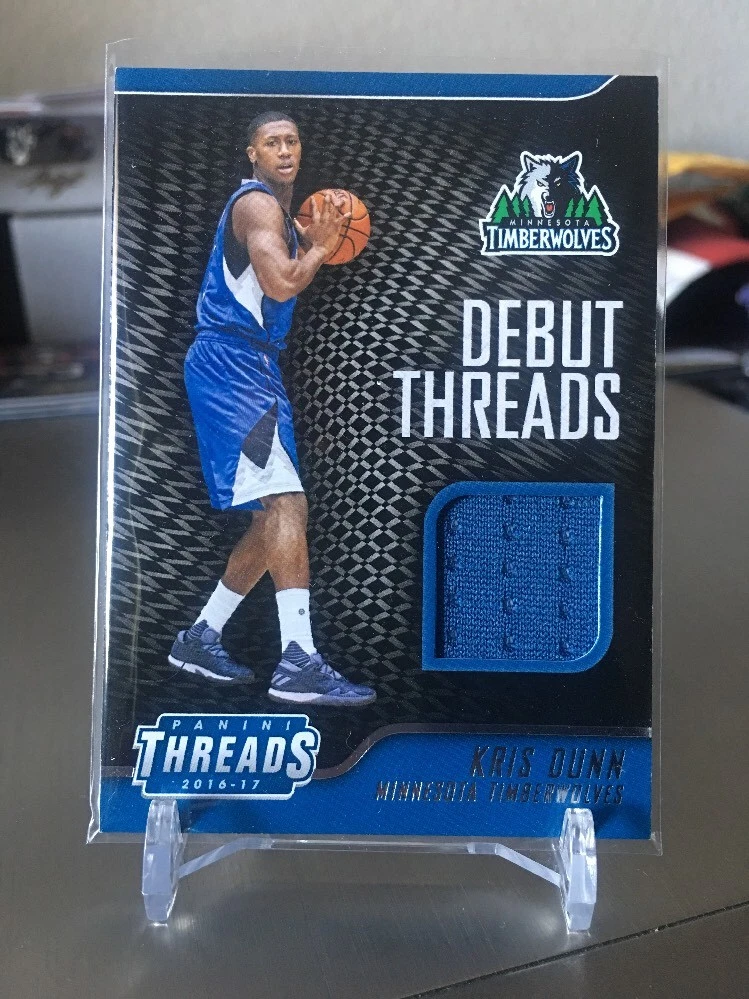 MINNESOTA
TIMBERWOLVES
DEBUT
THREADS
PANINI
THREADS
2016-17
KRIS DUNN
MINNESOTA TIMBERWOLVES